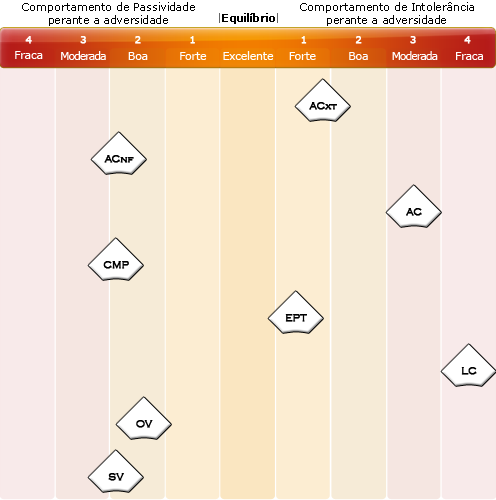 Comportamento de Passividade
perante a adversidade
|Equilíbrio|
Comportamento de Intolerância
perante a adversidade
4 3 2 1 1 2 3 4
Fraca Moderada Boa Forte Excelente Forte Boa Moderada Fraca
ACXT
ACNF
AC
CMP
EPT
LC
OV
SV